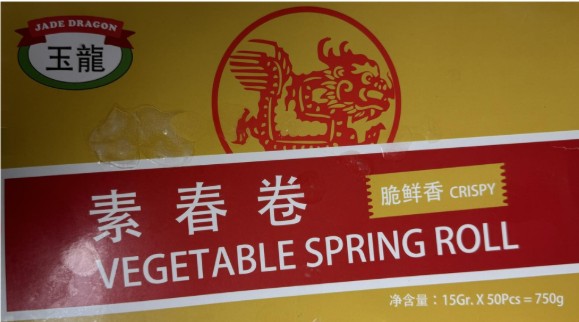 JADE DRAGON
玉龍
素春卷
脆鲜香 CRISPY
VEGETABLE SPRING ROLL
净含量：15Gr. X 50Pcs = 750g